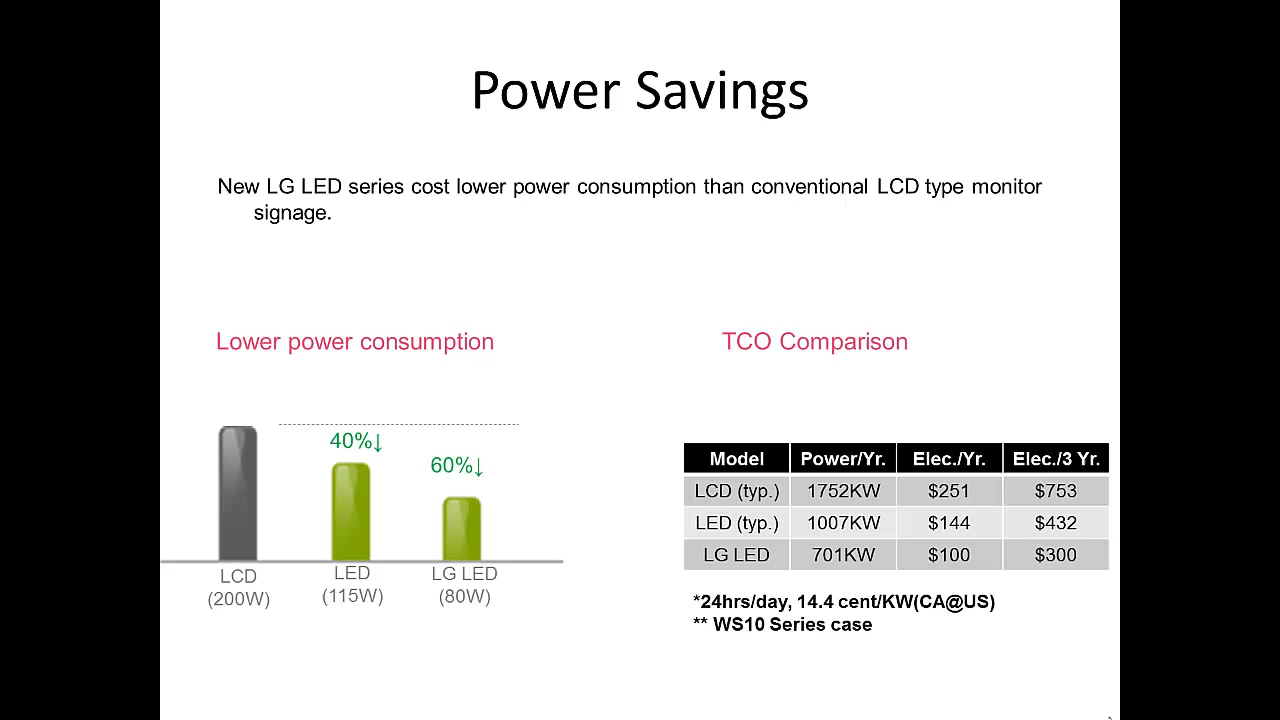 Power Savings
New LG LED series cost lower power consumption than conventional LCD type monitor
signage.
Lower power consumption
TCO Comparison
40%↓
60%↓
LCD
(200W)
LED
(115W)
LG LED
(80W)
Model Power/Yr. Elec./Yr. Elec./3 Yr.
LCD (typ.) 1752KW $251 $753
LED (typ.) 1007KW $144 $432
LG LED 701KW $100 $300
*24hrs/day, 14.4 cent/KW(CA@US)
** WS10 Series case